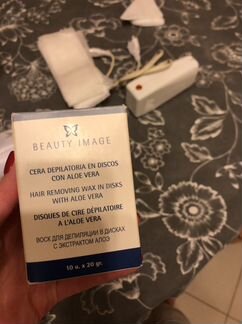 BEAUTY IMAGE
CERA DEPILATORIA EN DISCOS
CON ALOE VERA
HAIR REMOVING WAX IN DISKS
WITH ALOE VERA
DISQUES DE CIRE DÉPILATOIRE
A L'ALOE VERA
ВОСК ДЛЯ ДЕПИЛЯЦИИ В ДИСКАХ
С ЭКСТРАКТОМ АЛОЭ
10 u. x 20 gr.